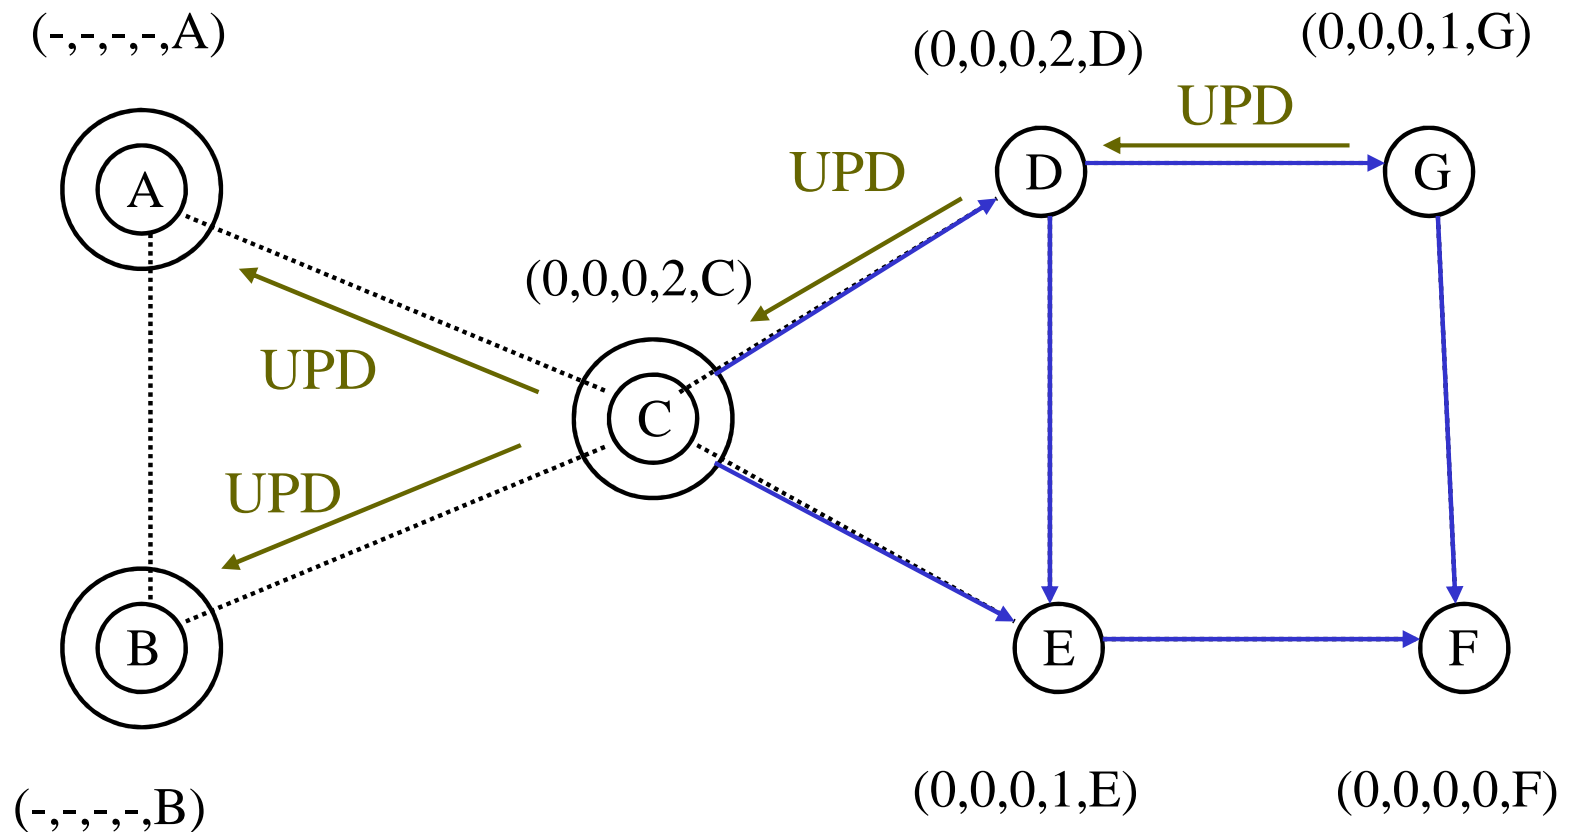 (-,-,-,-,A)
(0,0,0,2,D)
(0,0,0,1,G)
UPD
UPD
A
D
G
(0,0,0,2,C)
UPD
C
UPD
B
E
F
(-,-,-,-,B)
(0,0,0,1,E)
(0,0,0,0,F)